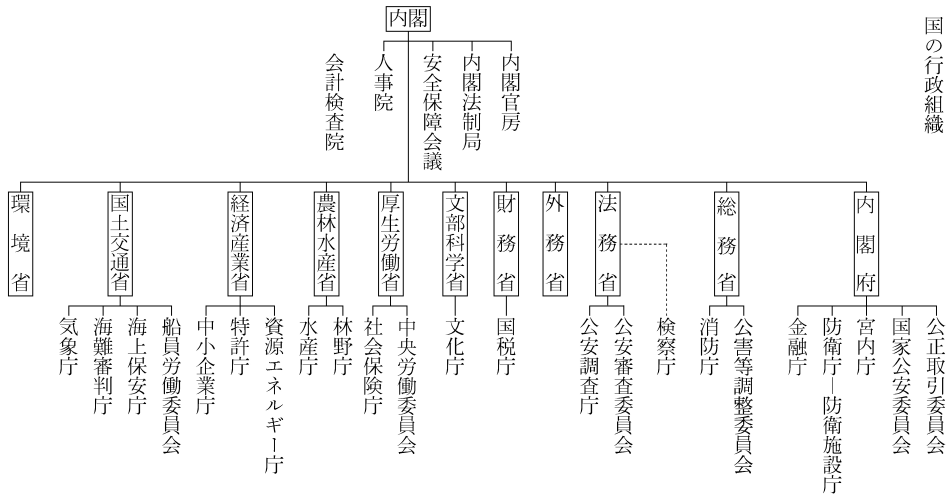 国の行政組織
内閣
内閣官房
内閣法制局
安全保障会議
人事院
会計検査院
内閣府
公正取引委員会
国家公安委員会
宮内庁
防衛庁―防衛施設庁
金融庁
総務省
公害等調整委員会
消防庁
法務省
検察庁
公安審査委員会
公安調査庁
外務省
財務省
国税庁
文部科学省
文化庁
厚生労働省
中央労働委員会
社会保険庁
農林水産省
林野庁
水産庁
経済産業省
資源エネルギー庁
特許庁
中小企業庁
国土交通省
船員労働委員会
海上保安庁
海難審判庁
気象庁
環境省